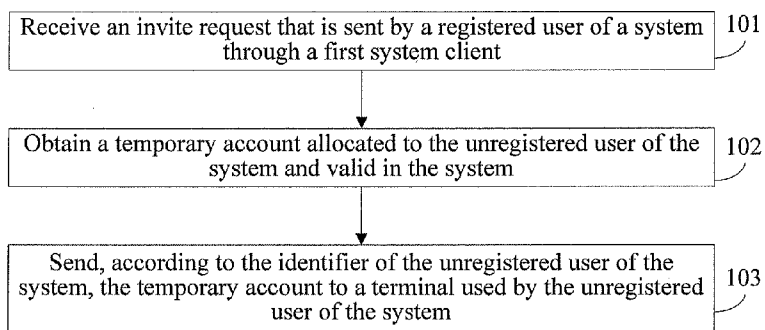 Receive an invite request that is sent by a registered user of a system
through a first system client
101
Obtain a temporary account allocated to the unregistered user of the
system and valid in the system
102
Send, according to the identifier of the unregistered user of the
system, the temporary account to a terminal used by the unregistered
user of the system
103